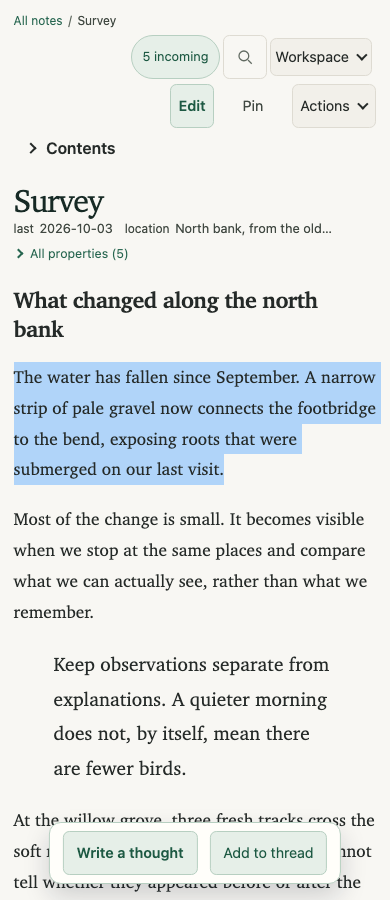 All notes / Survey
5 incoming
Workspace
Edit
Pin
Actions
Contents
Survey
last 2026-10-03 location North bank, from the old...
All properties (5)
What changed along the north
bank
The water has fallen since September. A narrow
strip of pale gravel now connects the footbridge
to the bend, exposing roots that were
submerged on our last visit.
Most of the change is small. It becomes visible
when we stop at the same places and compare
what we can actually see, rather than what we
remember.
Keep observations separate from
explanations. A quieter morning
does not, by itself, mean there
are fewer birds.
At the willow grove, three fresh tracks cross the
soft
tell whether they appeared before or after the
Write a thought
Add to thread